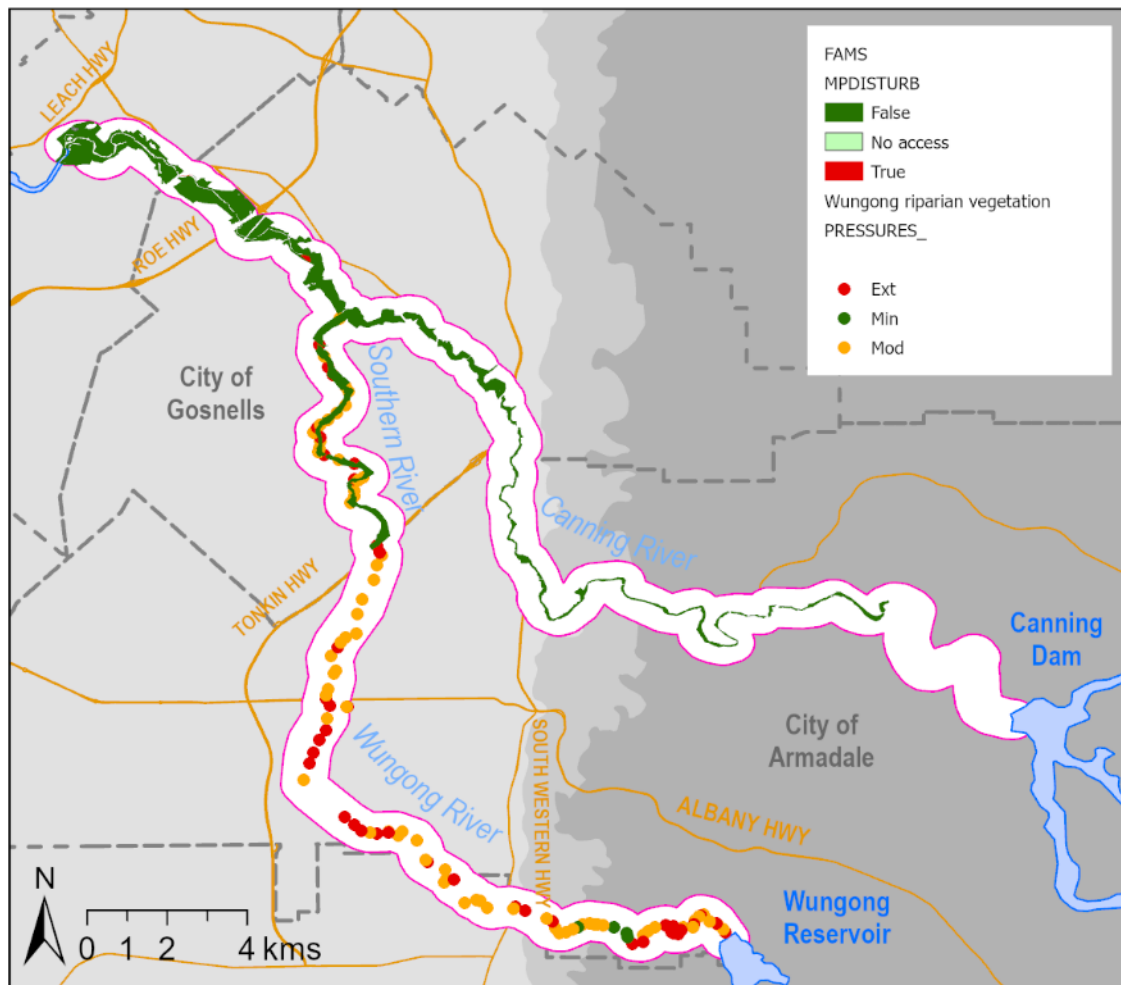 FAMS
MPDISTURB
False
No access
True
Wungong riparian vegetation
PRESSURES_
Ext
Min
Mod
LEACH HWY
ROE HWY
City of
Gosnells
Southern River
Canning River
TONKIN HWY
Canning
Dam
City of
Armadale
Wungong River
SOUTH WESTERN HWY
ALBANY HWY
Wungong
Reservoir
N
0 1 2 4 kms